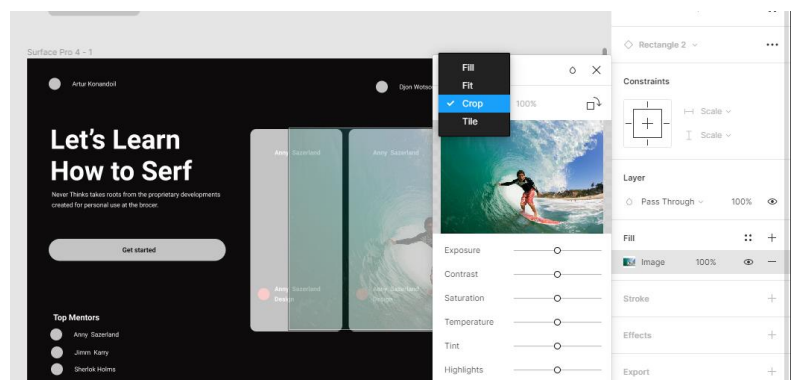 Surface Pro 4 - 1
Artur Konandoil
Djon Wotso
Let's Learn
How to Serf
Never Thinks takes roots from the proprietary developments
created for personal use at the brocer.
Get started
Top Mentors
Anny Sazerland
Jimm Karry
Sherlok Holms
Anny Sazerland
Anny Sazerland
Anny Sazerland
Design
Anny Sazerland
Design
Fill
Fit
Crop
Tile
100%
Exposure
Contrast
Saturation
Temperature
Tint
Highlights
Rectangle 2
Constraints
Scale
Scale
Layer
Pass Through 100%
Fill
Image 100%
Stroke
Effects
Export